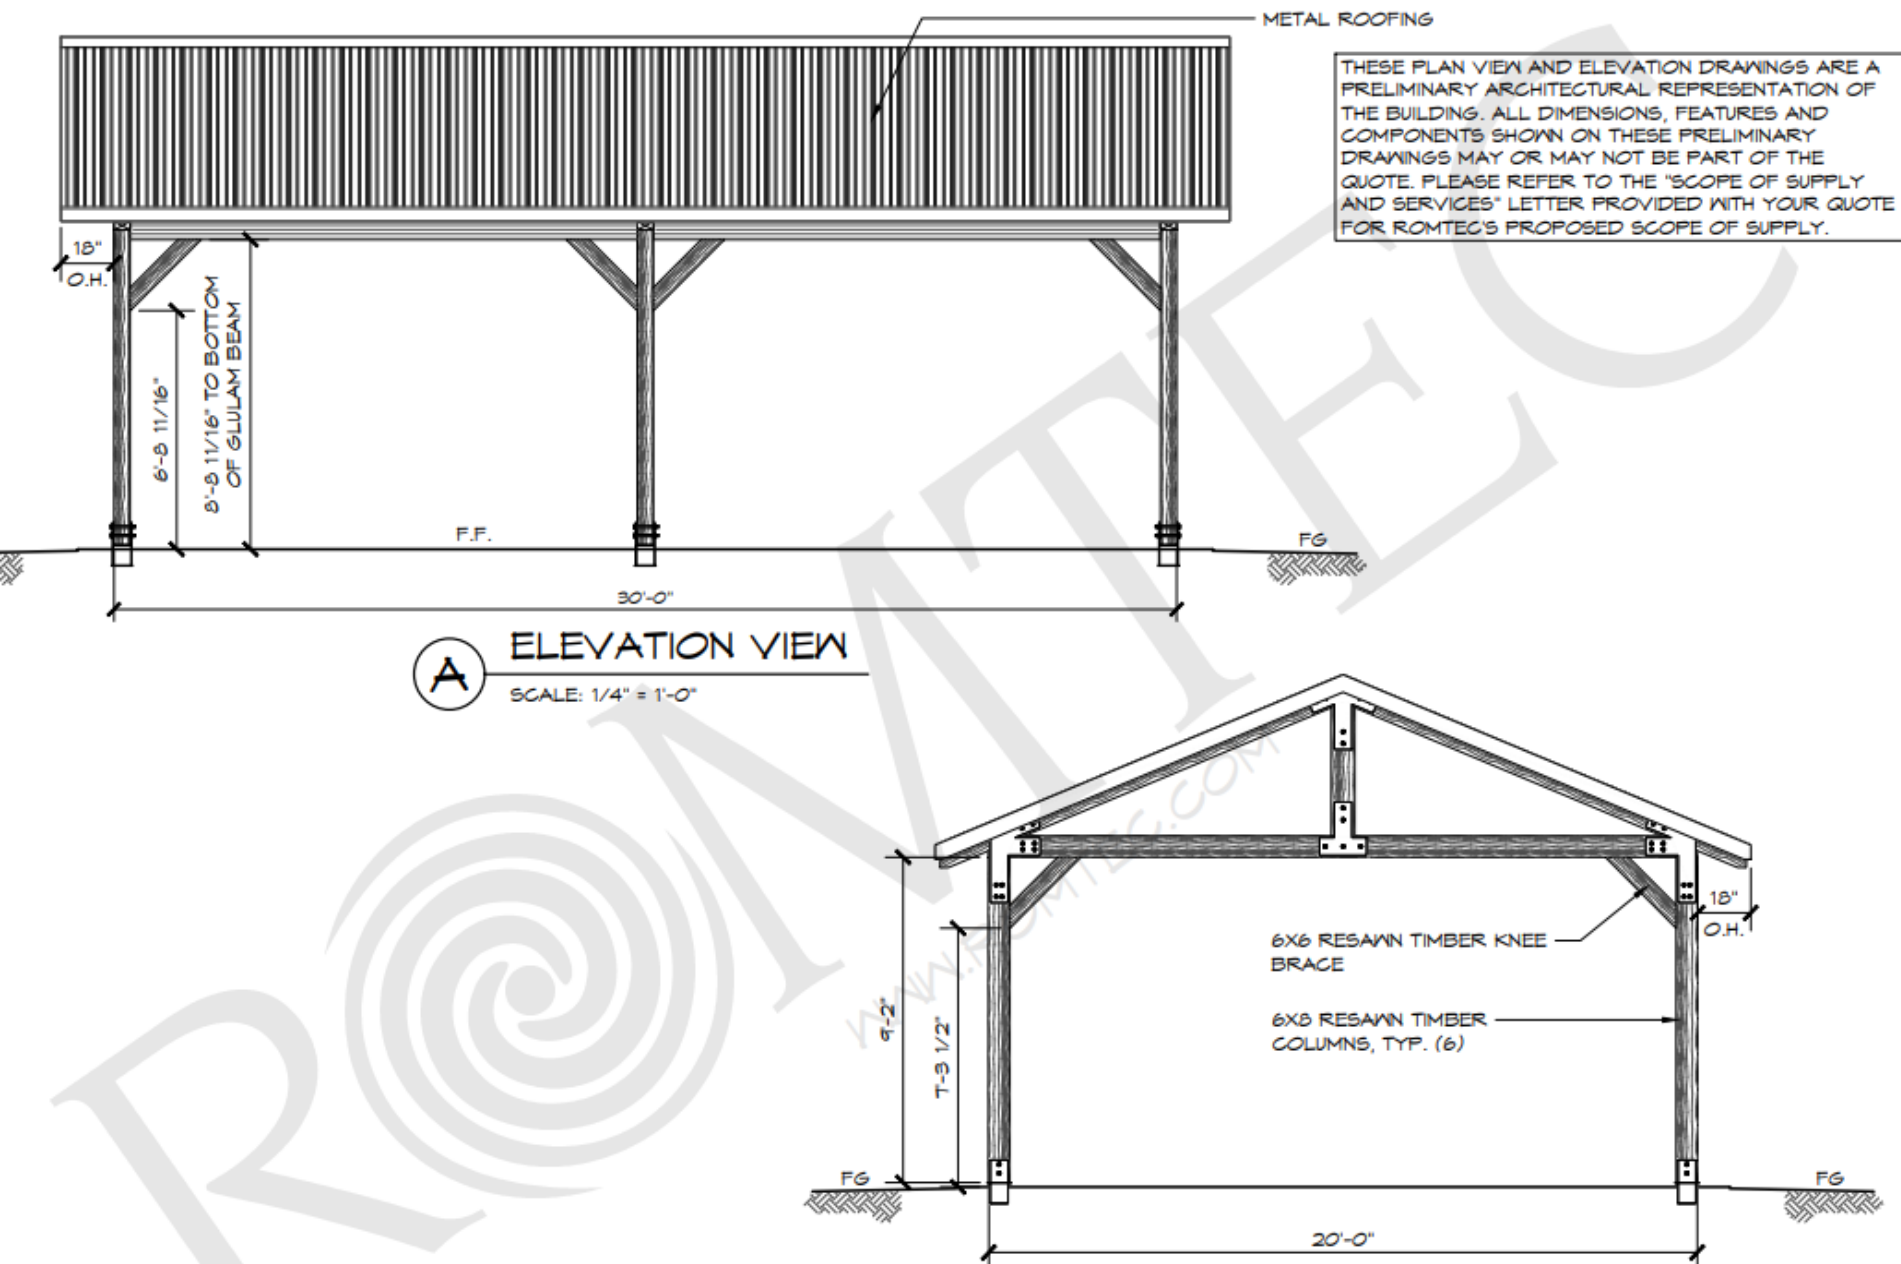 METAL ROOFING
THESE PLAN VIEW AND ELEVATION DRAWINGS ARE A
PRELIMINARY ARCHITECTURAL REPRESENTATION OF
THE BUILDING. ALL DIMENSIONS, FEATURES AND
COMPONENTS SHOWN ON THESE PRELIMINARY
DRAWINGS MAY OR MAY NOT BE PART OF THE
QUOTE. PLEASE REFER TO THE "SCOPE OF SUPPLY
AND SERVICES" LETTER PROVIDED WITH YOUR QUOTE
FOR ROMTEC'S PROPOSED SCOPE OF SUPPLY.
18"
O.H.
6'-8 11/16"
8'-8 11/16" TO BOTTOM
OF GLULAM BEAM
F.F.
FG
30'-0"
A
ELEVATION VIEW
SCALE: 1/4" = 1'-0"
ROMTEC
WWW.ROMTEC.COM
18"
O.H.
6X6 RESAWN TIMBER KNEE
BRACE
6X8 RESAWN TIMBER
COLUMNS, TYP. (6)
9'-2"
7'-3 1/2"
FG
FG
20'-0"